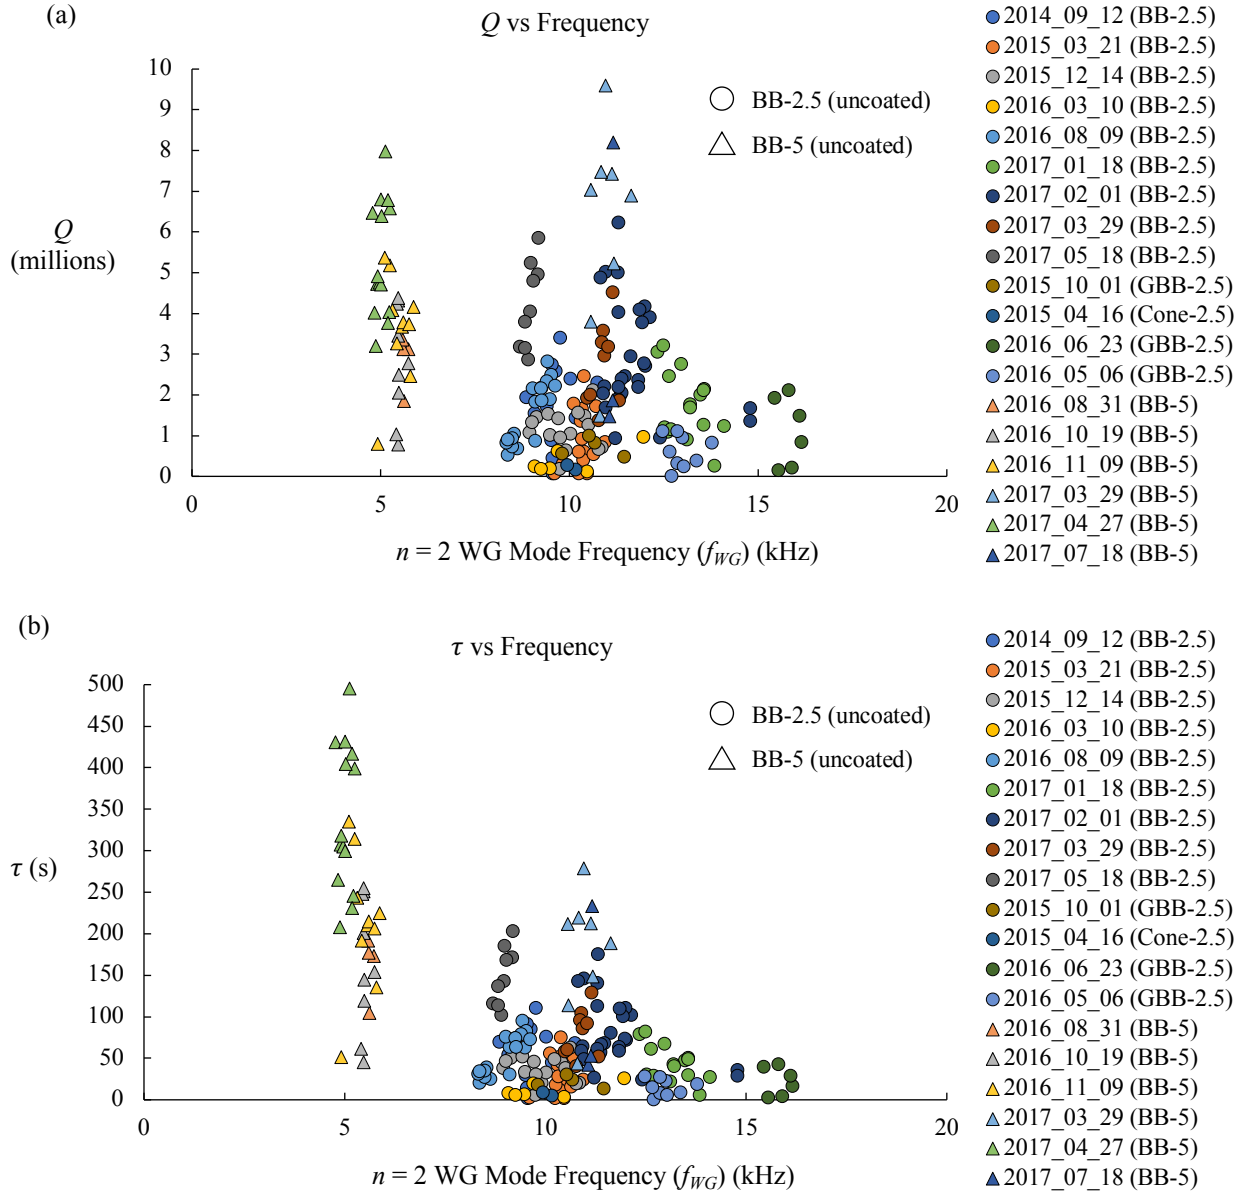 (a)
Q vs Frequency
10
9
8
7
6
5
4
3
2
1
0
Q
(millions)
BB-2.5 (uncoated)
BB-5 (uncoated)
0
5
10
15
20
n = 2 WG Mode Frequency (fWG) (kHz)
2014_09_12 (BB-2.5)
2015_03_21 (BB-2.5)
2015_12_14 (BB-2.5)
2016_03_10 (BB-2.5)
2016_08_09 (BB-2.5)
2017_01_18 (BB-2.5)
2017_02_01 (BB-2.5)
2017_03_29 (BB-2.5)
2017_05_18 (BB-2.5)
2015_10_01 (GBB-2.5)
2015_04_16 (Cone-2.5)
2016_06_23 (GBB-2.5)
2016_05_06 (GBB-2.5)
2016_08_31 (BB-5)
2016_10_19 (BB-5)
2016_11_09 (BB-5)
2017_03_29 (BB-5)
2017_04_27 (BB-5)
2017_07_18 (BB-5)
(b)
τ vs Frequency
500
450
400
350
300
250
200
150
100
50
0
τ (s)
BB-2.5 (uncoated)
BB-5 (uncoated)
0
5
10
15
20
n = 2 WG Mode Frequency (fWG) (kHz)
2014_09_12 (BB-2.5)
2015_03_21 (BB-2.5)
2015_12_14 (BB-2.5)
2016_03_10 (BB-2.5)
2016_08_09 (BB-2.5)
2017_01_18 (BB-2.5)
2017_02_01 (BB-2.5)
2017_03_29 (BB-2.5)
2017_05_18 (BB-2.5)
2015_10_01 (GBB-2.5)
2015_04_16 (Cone-2.5)
2016_06_23 (GBB-2.5)
2016_05_06 (GBB-2.5)
2016_08_31 (BB-5)
2016_10_19 (BB-5)
2016_11_09 (BB-5)
2017_03_29 (BB-5)
2017_04_27 (BB-5)
2017_07_18 (BB-5)